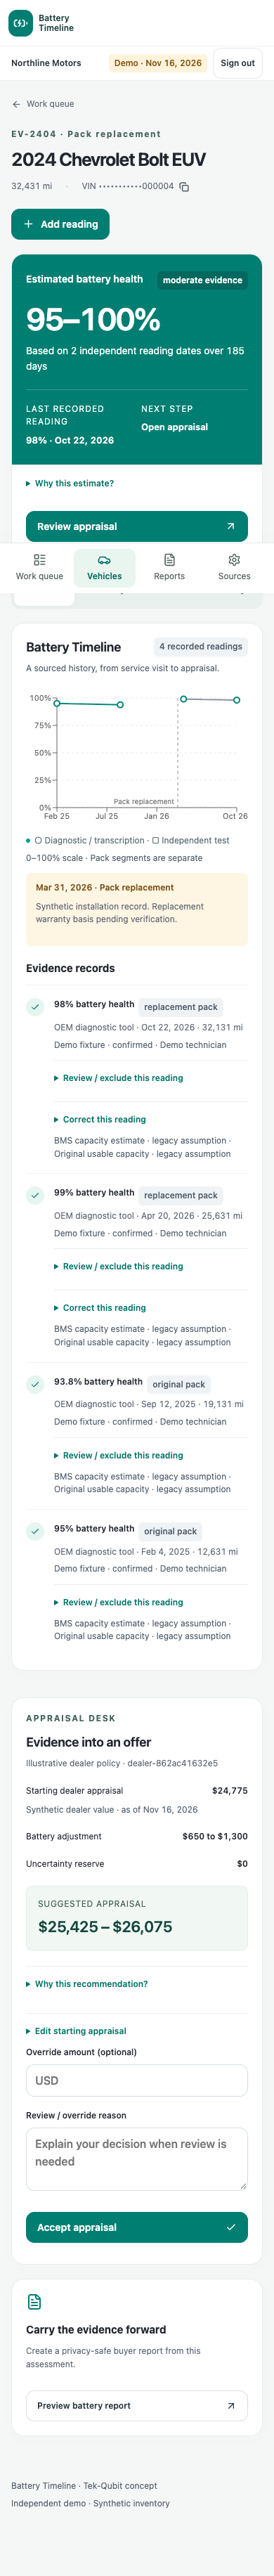 Battery
Timeline
Northline Motors
Demo · Nov 16, 2026
Sign out
Work queue
EV-2404 · Pack replacement
2024 Chevrolet Bolt EUV
32,431 mi · VIN •••••••••••000004
Add reading
Estimated battery health
moderate evidence
95–100%
Based on 2 independent reading dates over 185
days
LAST RECORDED
READING
98% · Oct 22, 2026
NEXT STEP
Open appraisal
Why this estimate?
Review appraisal
Work queue
Vehicles
Reports
Sources
Battery Timeline
4 recorded readings
A sourced history, from service visit to appraisal.
100%
75%
50%
25%
0%
Pack replacement
Feb 25
Jul 25
Jan 26
Oct 26
Diagnostic / transcription · Independent test
0–100% scale · Pack segments are separate
Mar 31, 2026 · Pack replacement
Synthetic installation record. Replacement
warranty basis pending verification.
Evidence records
98% battery health
replacement pack
OEM diagnostic tool · Oct 22, 2026 · 32,131 mi
Demo fixture · confirmed · Demo technician
Review / exclude this reading
Correct this reading
BMS capacity estimate · legacy assumption ·
Original usable capacity · legacy assumption
99% battery health
replacement pack
OEM diagnostic tool · Apr 20, 2026 · 25,631 mi
Demo fixture · confirmed · Demo technician
Review / exclude this reading
Correct this reading
BMS capacity estimate · legacy assumption ·
Original usable capacity · legacy assumption
93.8% battery health
original pack
OEM diagnostic tool · Sep 12, 2025 · 19,131 mi
Demo fixture · confirmed · Demo technician
Review / exclude this reading
BMS capacity estimate · legacy assumption ·
Original usable capacity · legacy assumption
95% battery health
original pack
OEM diagnostic tool · Feb 4, 2025 · 12,631 mi
Demo fixture · confirmed · Demo technician
Review / exclude this reading
BMS capacity estimate · legacy assumption ·
Original usable capacity · legacy assumption
APPRAISAL DESK
Evidence into an offer
Illustrative dealer policy · dealer-862ac41632e5
Starting dealer appraisal
$24,775
Synthetic dealer value · as of Nov 16, 2026
Battery adjustment
$650 to $1,300
Uncertainty reserve
$0
SUGGESTED APPRAISAL
$25,425 – $26,075
Why this recommendation?
Edit starting appraisal
Override amount (optional)
USD
Review / override reason
Explain your decision when review is
needed
Accept appraisal
Carry the evidence forward
Create a privacy-safe buyer report from this
assessment.
Preview battery report
Battery Timeline · Tek-Qubit concept
Independent demo · Synthetic inventory